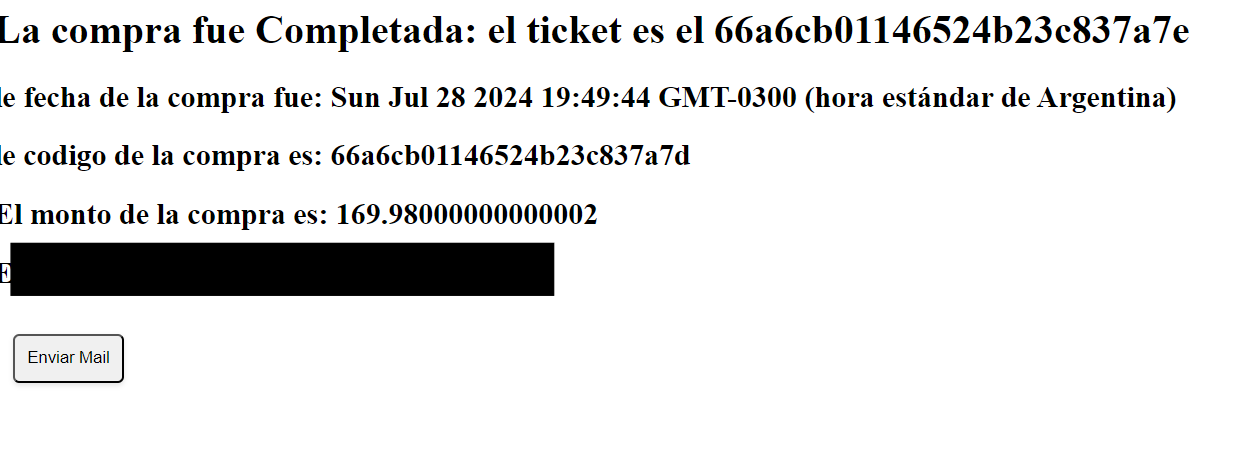 La compra fue Completada: el ticket es el 66a6cb01146524b23c837a7e
le fecha de la compra fue: Sun Jul 28 2024 19:49:44 GMT-0300 (hora estándar de Argentina)
le codigo de la compra es: 66a6cb01146524b23c837a7d
El monto de la compra es: 169.98000000000002
Enviar Mail